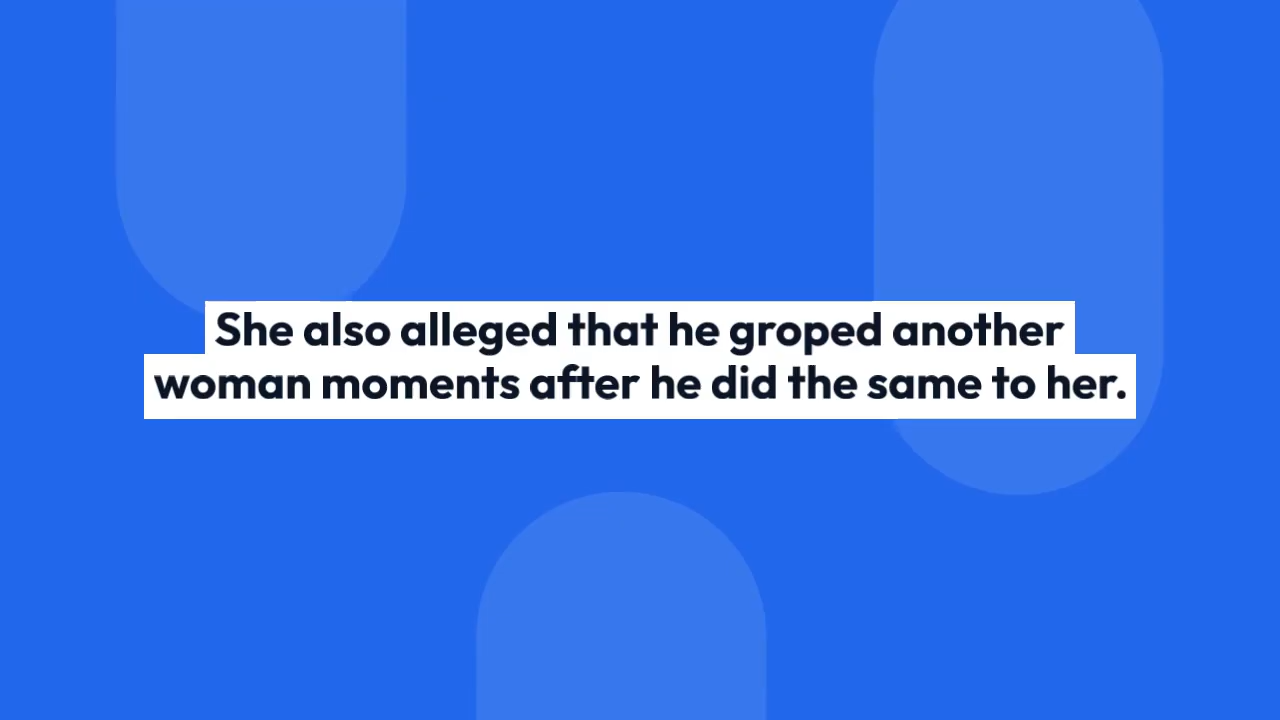 She also alleged that he groped another
woman moments after he did the same to her.